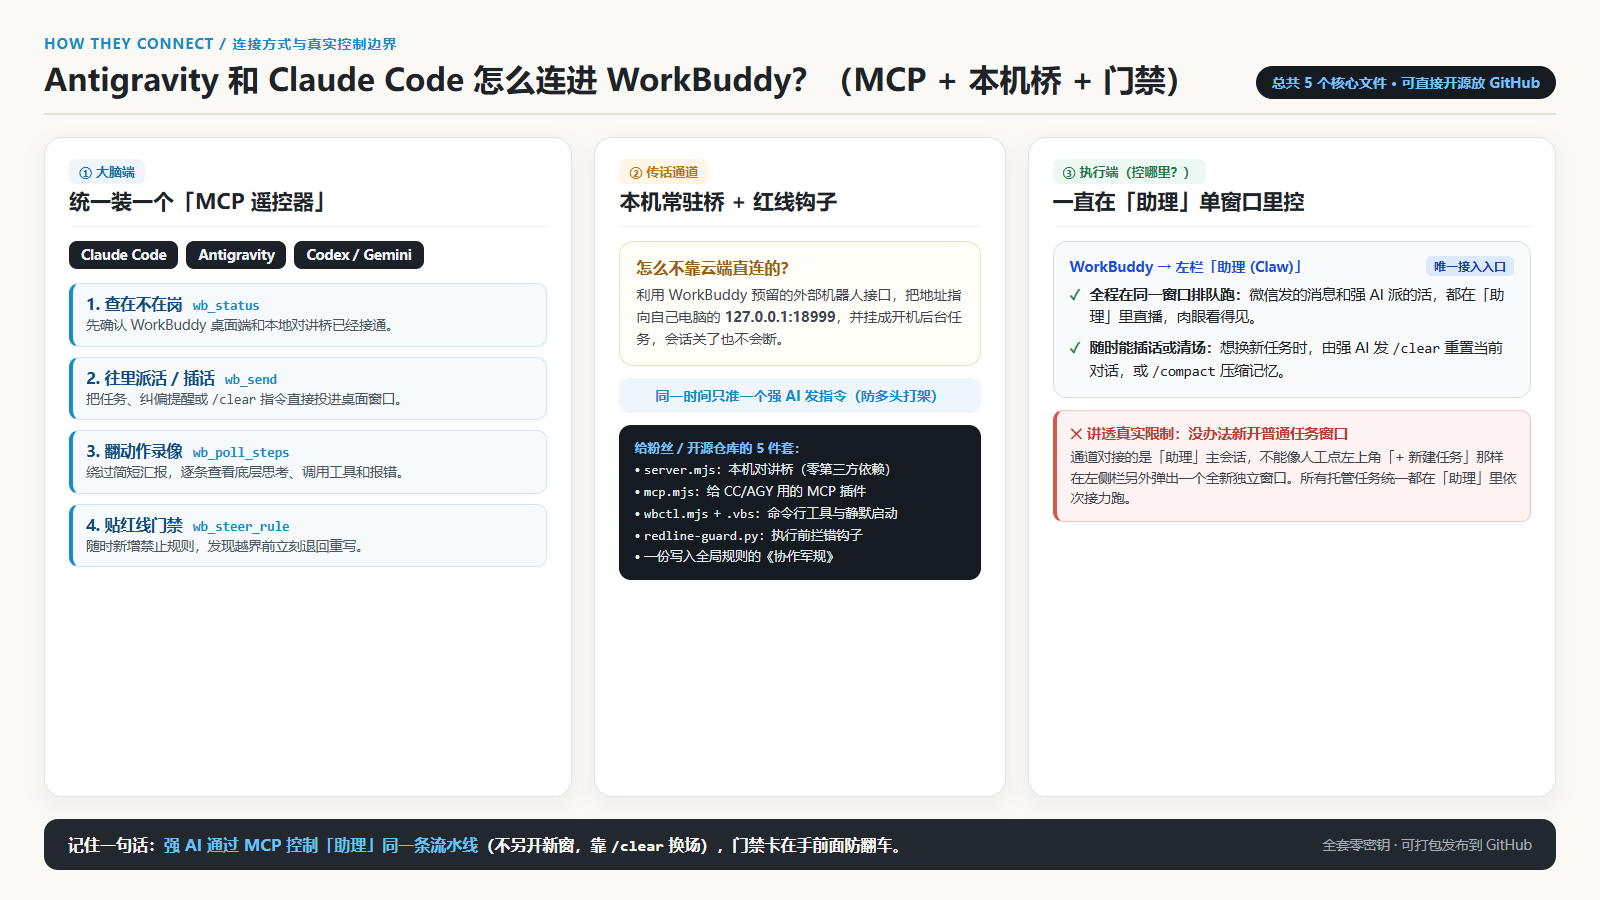 HOW THEY CONNECT / 连接方式与真实控制边界
Antigravity 和 Claude Code 怎么连进 WorkBuddy？（MCP + 本机桥 + 门禁）
总共 5 个核心文件 • 可直接开源放 GitHub
① 大脑端
统一装一个「MCP 遥控器」
Claude Code
Antigravity
Codex / Gemini
1. 查在不在岗 wb_status
先确认 WorkBuddy 桌面端和本地对讲桥已经接通。
2. 往里派活 / 插话 wb_send
把任务、纠偏提醒或 /clear 指令直接投进桌面窗口。
3. 翻动作录像 wb_poll_steps
绕过简短汇报，逐条查看底层思考、调用工具和报错。
4. 贴红线门禁 wb_steer_rule
随时新增禁止规则，发现越界前立刻退回重写。
② 传话通道
本机常驻桥 + 红线钩子
怎么不靠云端直连的？
利用 WorkBuddy 预留的外部机器人接口，把地址指
向自己电脑的 127.0.0.1:18999，并挂成开机后台任
务，会话关了也不会断。
同一时间只准一个强 AI 发指令（防多头打架）
给粉丝 / 开源仓库的 5 件套：
• server.mjs：本机对讲桥（零第三方依赖）
• mcp.mjs：给 CC/AGY 用的 MCP 插件
• wbctl.mjs + .vbs：命令行工具与静默启动
• redline-guard.py：执行前拦错钩子
• 一份写入全局规则的《协作军规》
③ 执行端（控哪里？）
一直在「助理」单窗口里控
WorkBuddy → 左栏「助理 (Claw)」
唯一接入入口
✓ 全程在同一窗口排队跑：微信发的消息和强 AI 派的活，都在「助
理」里直播，肉眼看得见。
✓ 随时能插话或清场：想换新任务时，由强 AI 发 /clear 重置当前
对话，或 /compact 压缩记忆。
✕ 讲透真实限制：没办法新开普通任务窗口
通道对接的是「助理」主会话，不能像人工点左上角「+ 新建任务」那样
在左侧栏另外弹出一个全新独立窗口。所有托管任务统一都在「助理」里依
次接力跑。
记住一句话：强 AI 通过 MCP 控制「助理」同一条流水线（不另开新窗，靠 /clear 换场），门禁卡在手前面防翻车。
全套零密钥 · 可打包发布到 GitHub